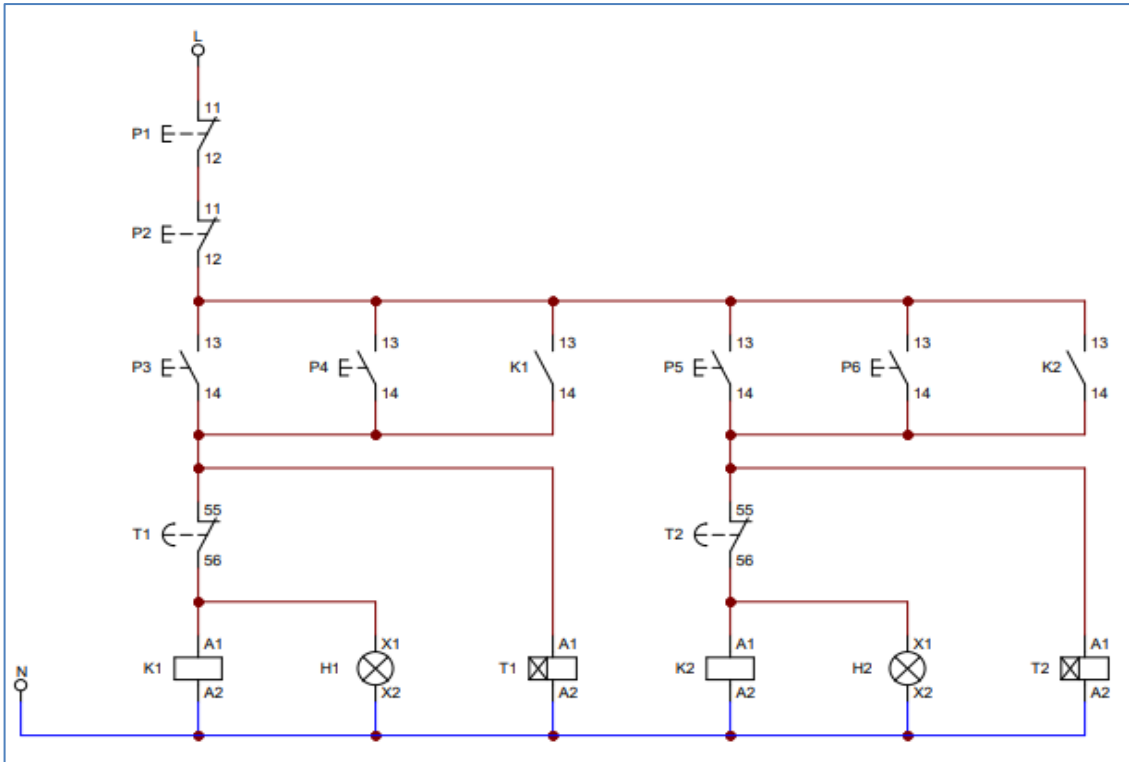 L
11
P1
12
11
P2
12
13 13 13 13 13 13
P3 P4 K1 P5 P6 K2
14 14 14 14 14 14
55 55
T1 T2
56 56
A1 X1 A1 A1 X1 A1
N K1 H1 T1 K2 H2 T2
A2 X2 A2 A2 X2 A2